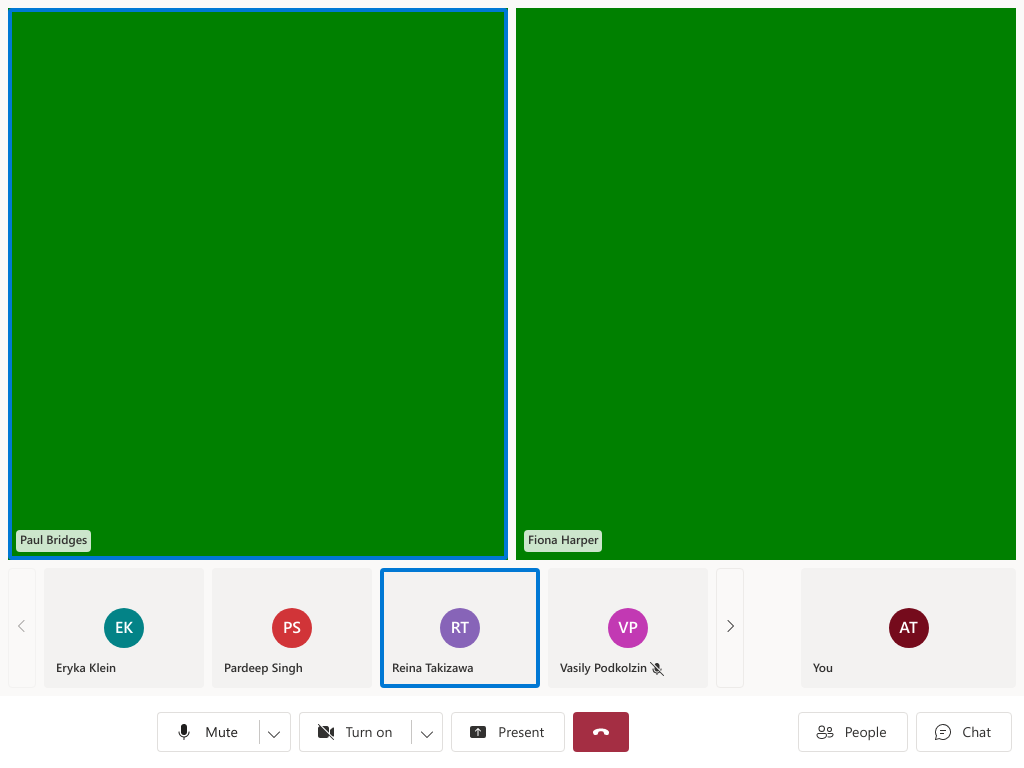 Paul Bridges
Fiona Harper
EK
PS
RT
VP
AT
Eryka Klein
Pardeep Singh
Reina Takizawa
Vasily Podkolzin
You
Mute
Turn on
Present
People
Chat